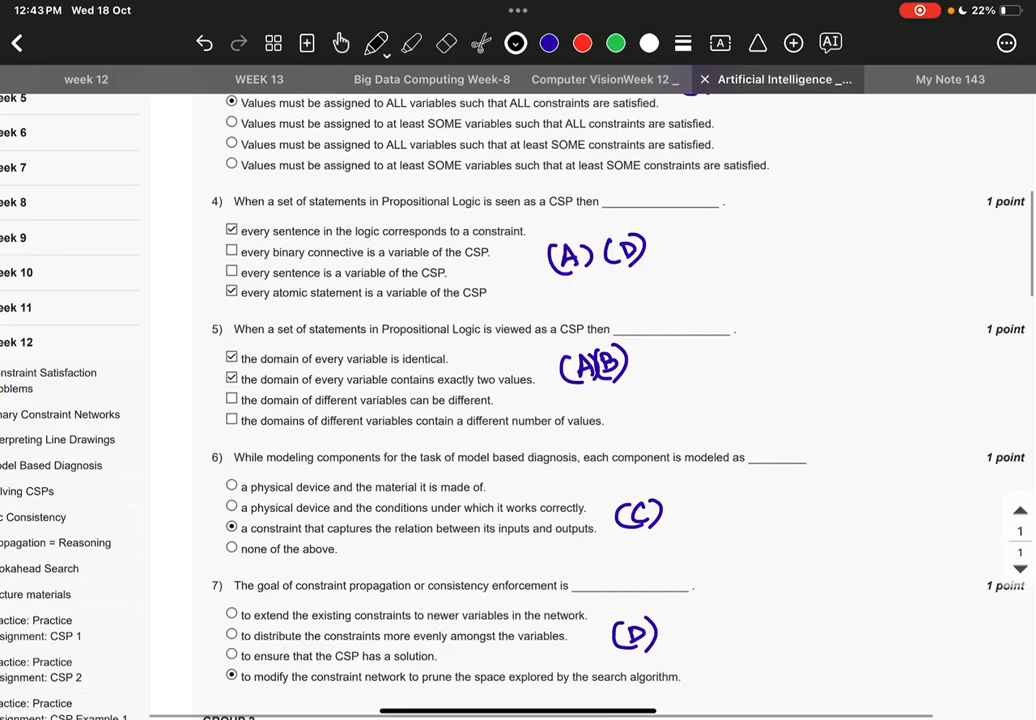 12:43 PM Wed 18 Oct
22%
A
AI
week 12
WEEK 13
Big Data Computing Week-8
Computer VisionWeek 12 _
Artificial Intelligence _...
My Note 143
eek 5
eek 6
eek 7
eek 8
eek 9
eek 10
eek 11
eek 12
nstraint Satisfaction
oblems
nary Constraint Networks
erpreting Line Drawings
del Based Diagnosis
lving CSPs
c Consistency
opagation = Reasoning
okahead Search
cture materials
actice: Practice
signment: CSP 1
actice: Practice
signment: CSP 2
actice: Practice
signment: CSP Example 1
Values must be assigned to ALL variables such that ALL constraints are satisfied.
Values must be assigned to at least SOME variables such that ALL constraints are satisfied.
Values must be assigned to ALL variables such that at least SOME constraints are satisfied.
Values must be assigned to at least SOME variables such that at least SOME constraints are satisfied.
4) When a set of statements in Propositional Logic is seen as a CSP then ____________ .
1 point
every sentence in the logic corresponds to a constraint.
every binary connective is a variable of the CSP.
(A) (D)
every sentence is a variable of the CSP.
every atomic statement is a variable of the CSP
5) When a set of statements in Propositional Logic is viewed as a CSP then ____________ .
1 point
the domain of every variable is identical.
(A)(B)
the domain of every variable contains exactly two values.
the domain of different variables can be different.
the domains of different variables contain a different number of values.
6) While modeling components for the task of model based diagnosis, each component is modeled as ______
1 point
a physical device and the material it is made of.
a physical device and the conditions under which it works correctly.
(C)
a constraint that captures the relation between its inputs and outputs.
none of the above.
7) The goal of constraint propagation or consistency enforcement is ____________ .
1 point
to extend the existing constraints to newer variables in the network.
to distribute the constraints more evenly amongst the variables.
(D)
to ensure that the CSP has a solution.
to modify the constraint network to prune the space explored by the search algorithm.
1
1